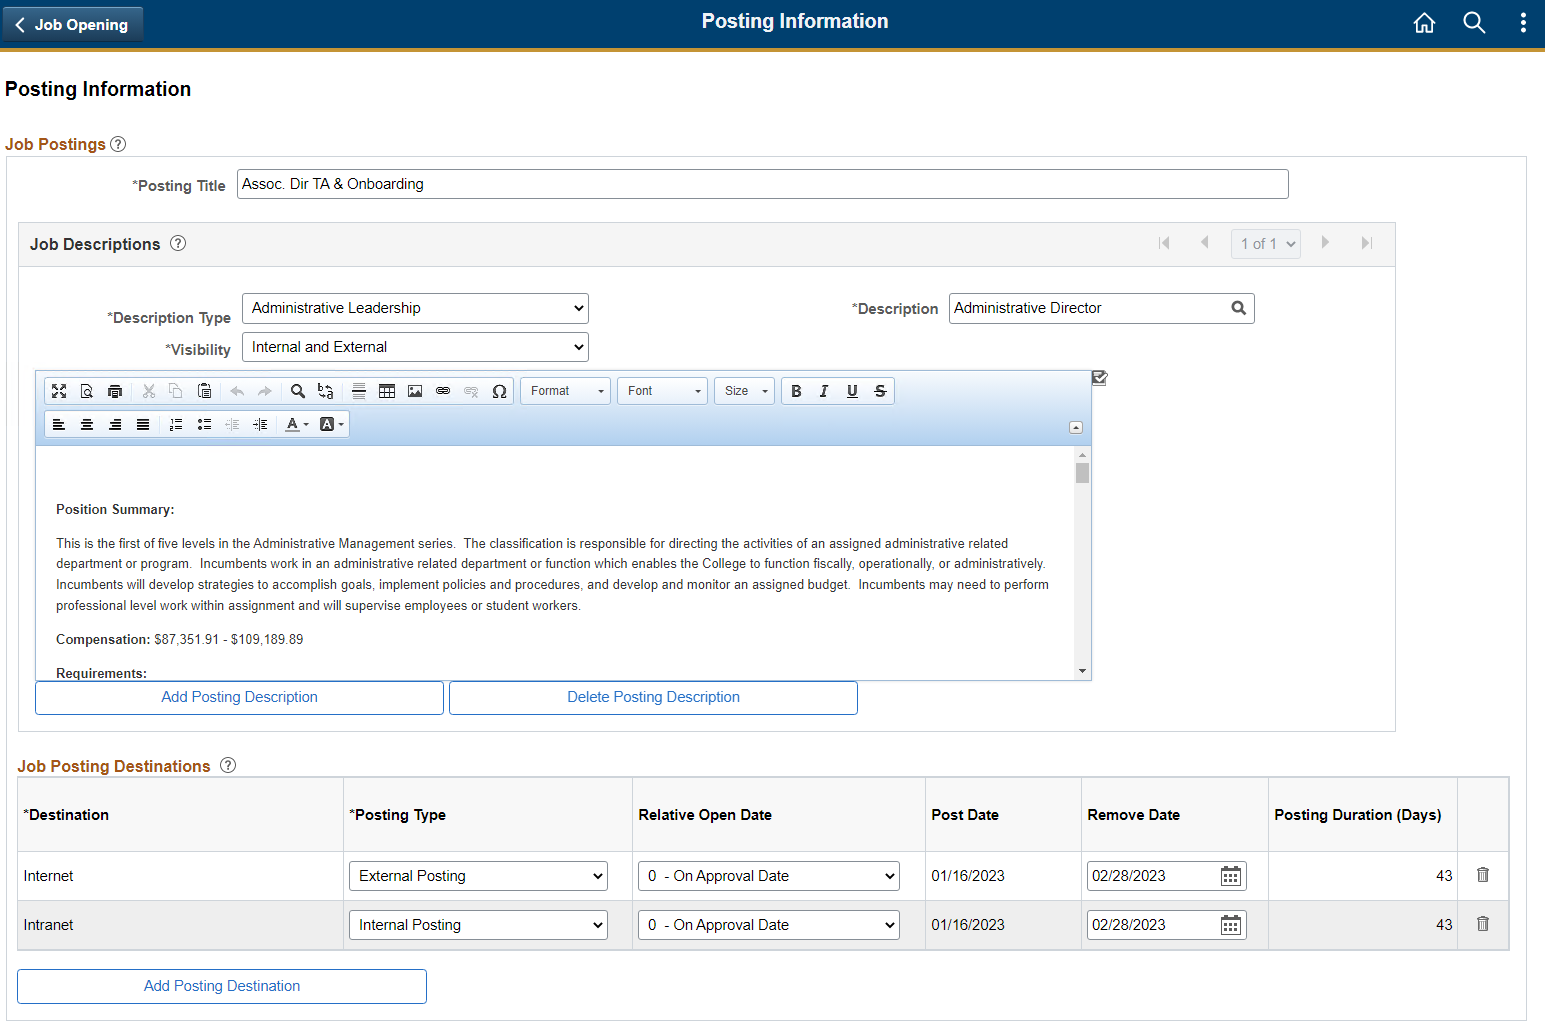 Job Opening
Posting Information
Posting Information
Job Postings ?
*Posting Title Assoc. Dir TA & Onboarding
Job Descriptions ? 1 of 1
*Description Type Administrative Leadership *Description Administrative Director
*Visibility Internal and External
Format Font Size B I U S
A A
Position Summary:
This is the first of five levels in the Administrative Management series. The classification is responsible for directing the activities of an assigned administrative related
department or program. Incumbents work in an administrative related department or function which enables the College to function fiscally, operationally, or administratively.
Incumbents will develop strategies to accomplish goals, implement policies and procedures, and develop and monitor an assigned budget. Incumbents may need to perform
professional level work within assignment and will supervise employees or student workers.
Compensation: $87,351.91 - $109,189.89
Requirements:
Add Posting Description Delete Posting Description
Job Posting Destinations ?
*Destination *Posting Type Relative Open Date Post Date Remove Date Posting Duration (Days)
Internet External Posting 0 - On Approval Date 01/16/2023 02/28/2023 43
Intranet Internal Posting 0 - On Approval Date 01/16/2023 02/28/2023 43
Add Posting Destination